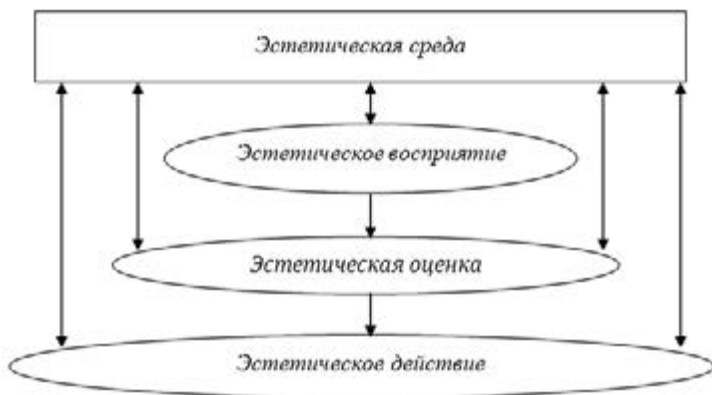 Эстетическая среда
Эстетическое восприятие
Эстетическая оценка
Эстетическое действие